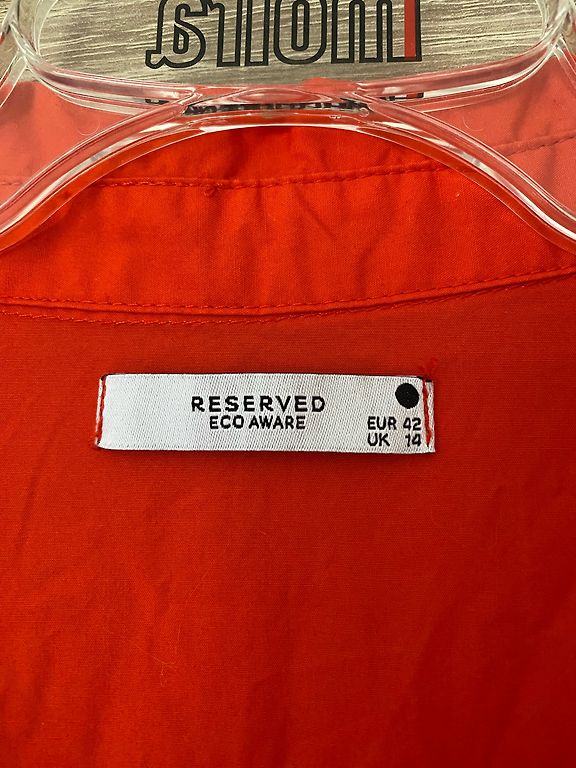 RESERVED
ECO AWARE
EUR 42
UK 14